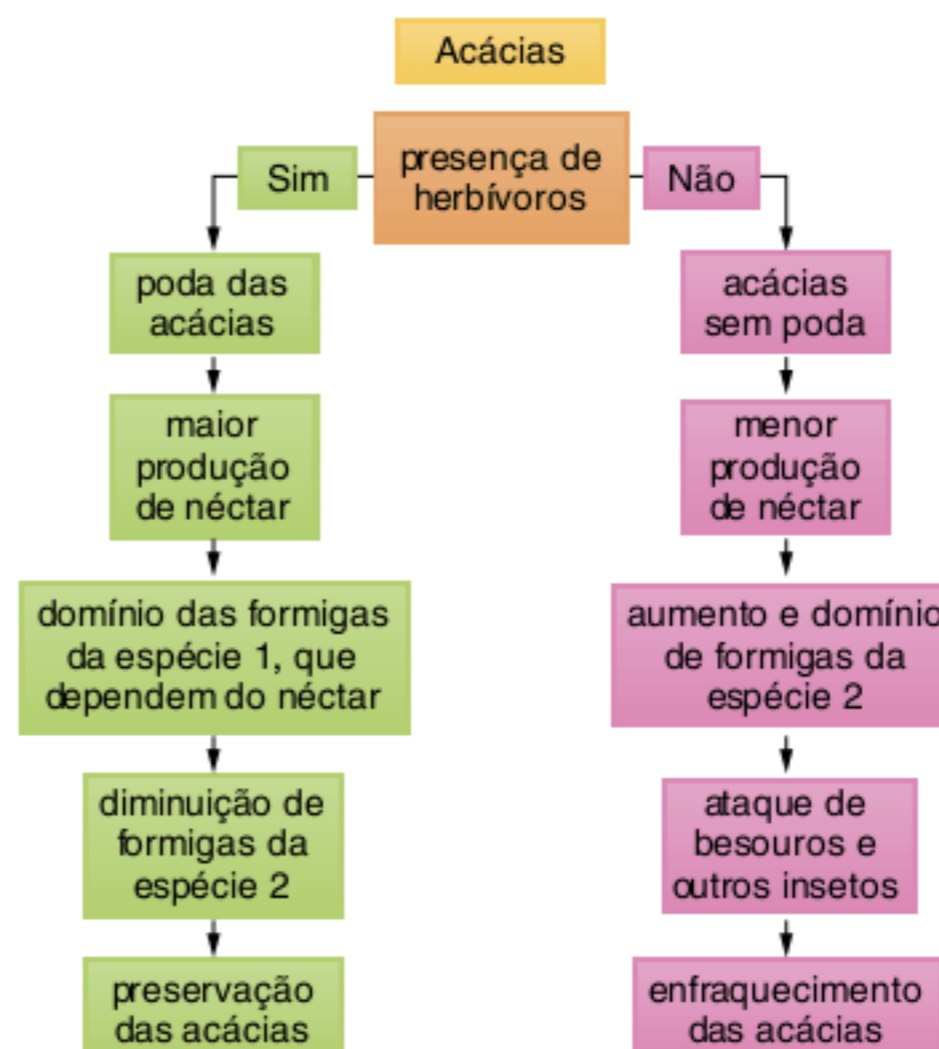 Acácias
presença de
herbívoros
Sim
Não
poda das
acácias
acácias
sem poda
maior
produção
de néctar
menor
produção
de néctar
domínio das formigas
da espécie 1, que
dependem do néctar
aumento e domínio
de formigas da
espécie 2
diminuição de
formigas da
espécie 2
ataque de
besouros e
outros insetos
preservação
das acácias
enfraquecimento
das acácias